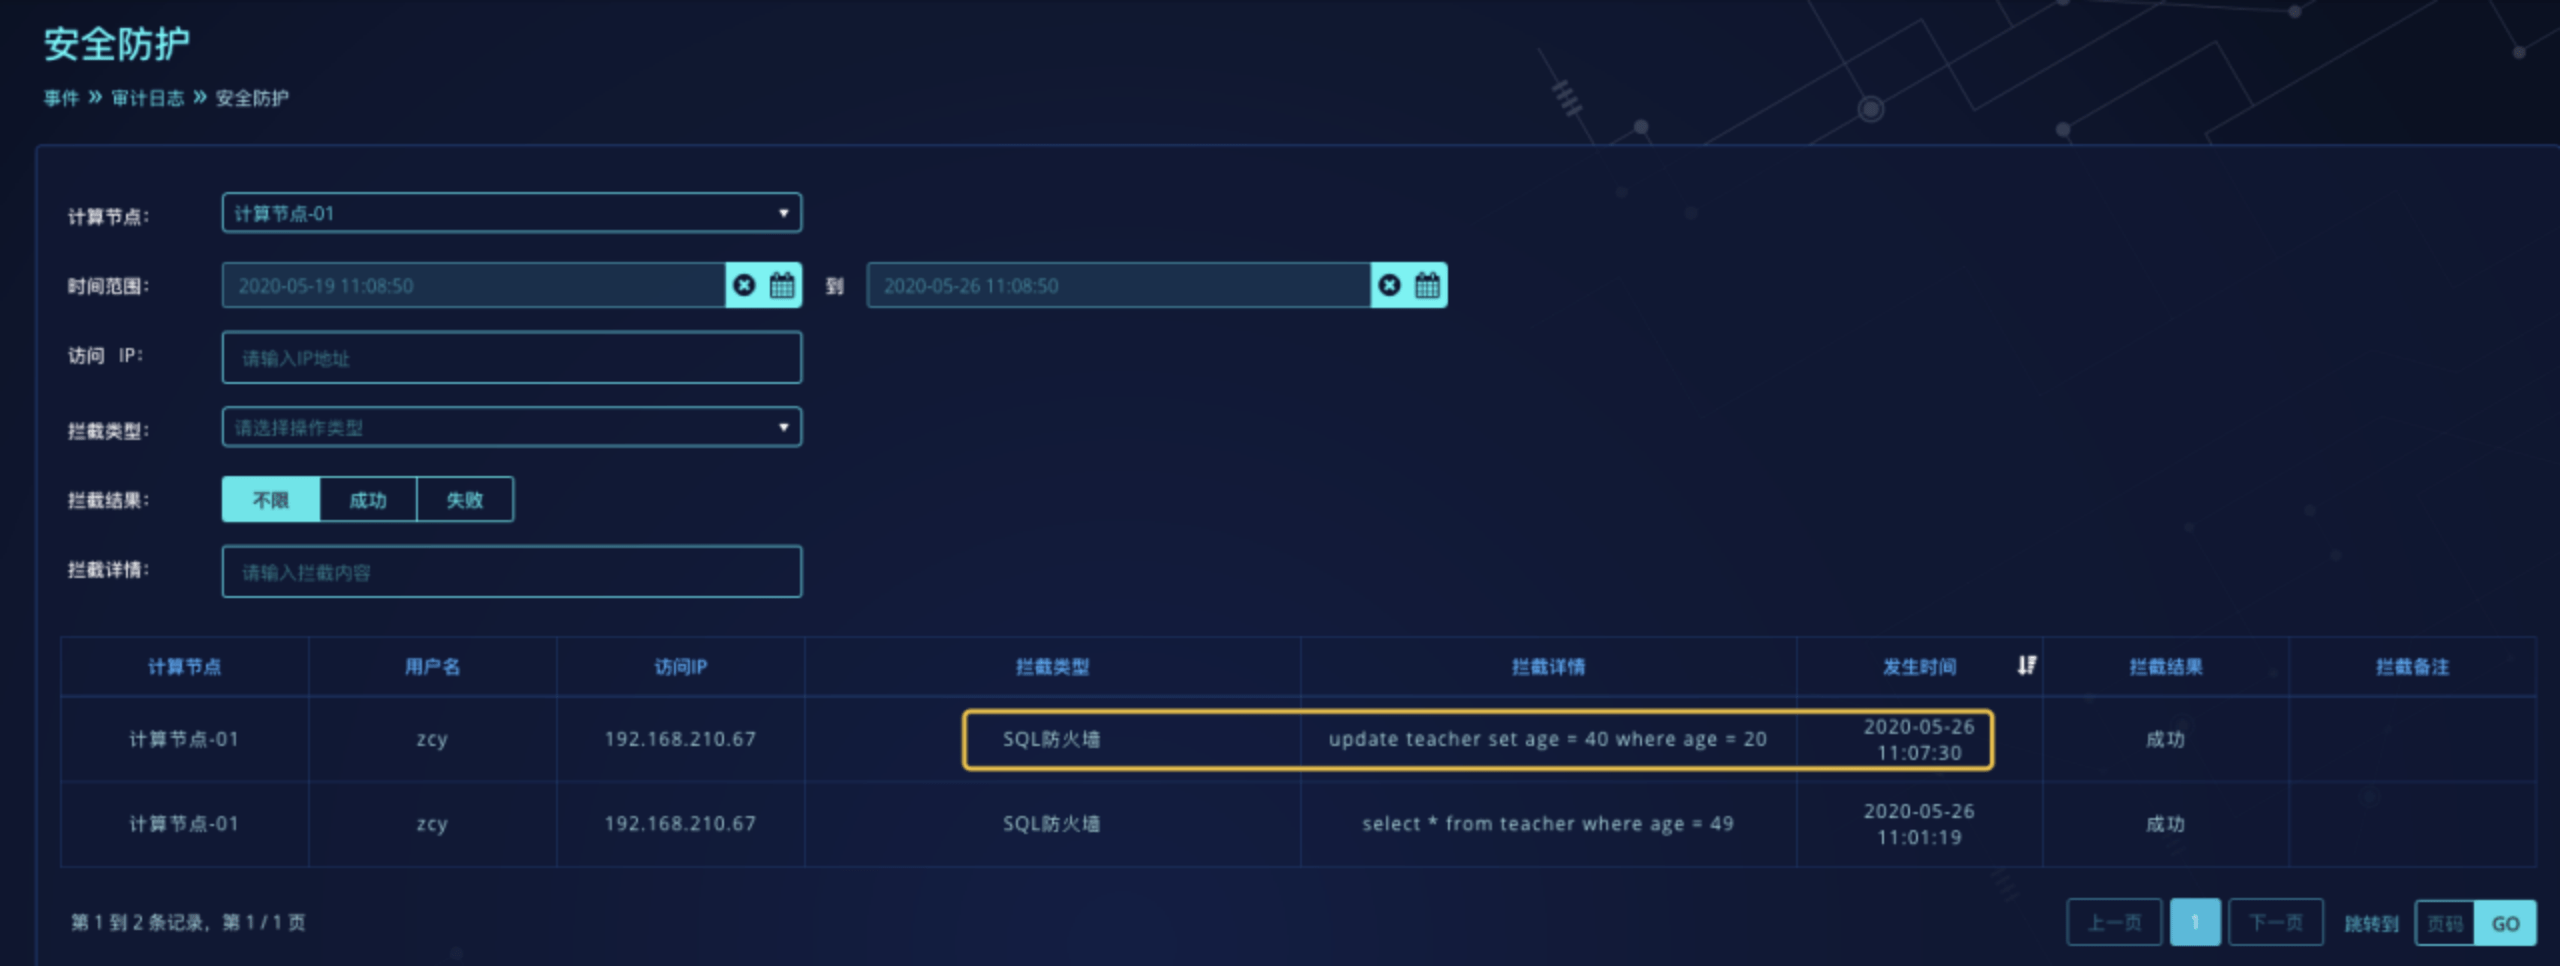 安全防护
事件 » 审计日志 » 安全防护
计算节点： 计算节点-01
时间范围： 2020-05-19 11:08:50 到 2020-05-26 11:08:50
访问 IP： 请输入IP地址
拦截类型： 请选择操作类型
拦截结果： 不限 成功 失败
拦截详情： 请输入拦截内容
计算节点 用户名 访问IP 拦截类型 拦截详情 发生时间 拦截结果 拦截备注
计算节点-01 zcy 192.168.210.67 SQL防火墙 update teacher set age = 40 where age = 20 2020-05-26 11:07:30 成功
计算节点-01 zcy 192.168.210.67 SQL防火墙 select * from teacher where age = 49 2020-05-26 11:01:19 成功
第 1 到 2 条记录，第 1 / 1 页 上一页 1 下一页 跳转到 页码 GO